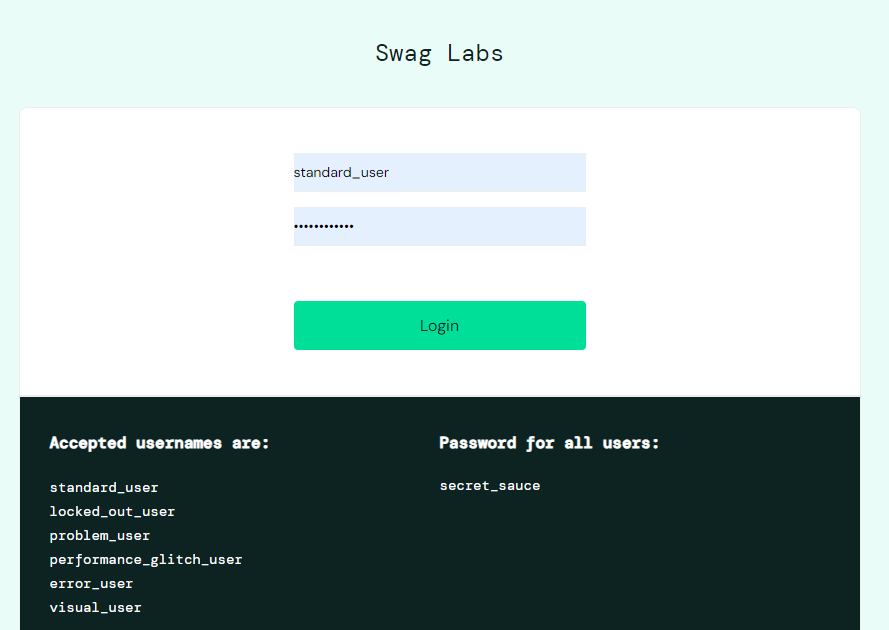 Swag Labs
standard_user
••••••••••••
Login
Accepted usernames are:
standard_user
locked_out_user
problem_user
performance_glitch_user
error_user
visual_user
Password for all users:
secret_sauce